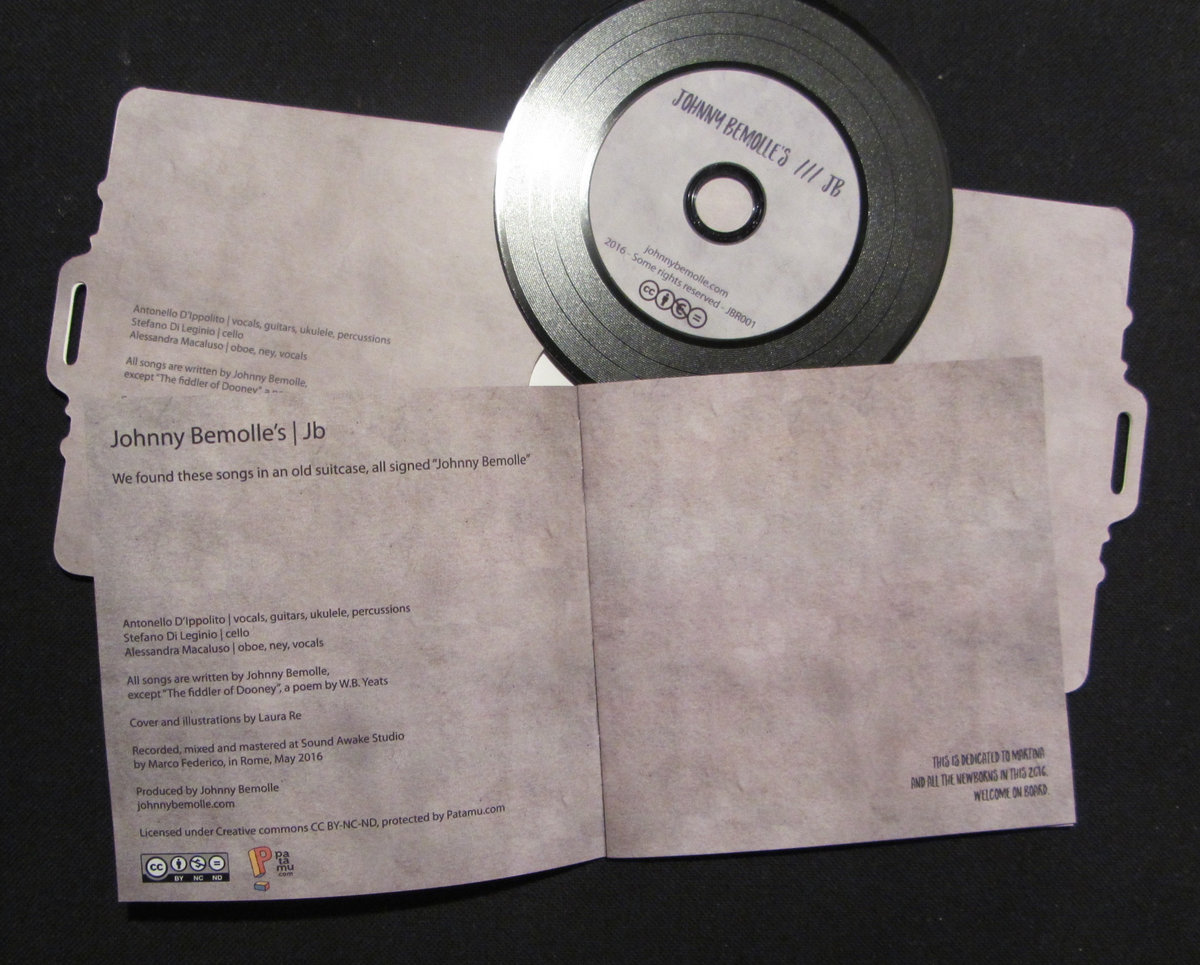 JOHNNY BEMOLLE'S /// JB
johnnybemolle.com
2016 - Some rights reserved - JBR001
cc
Antonello D'Ippolito | vocals, guitars, ukulele, percussions
Stefano Di Leginio | cello
Alessandra Macaluso | oboe, ney, vocals
All songs are written by Johnny Bemolle,
except "The fiddler of Dooney", a
Johnny Bemolle's | Jb
We found these songs in an old suitcase, all signed "Johnny Bemolle"
Antonello D'Ippolito | vocals, guitars, ukulele, percussions
Stefano Di Leginio | cello
Alessandra Macaluso | oboe, ney, vocals
All songs are written by Johnny Bemolle,
except "The fiddler of Dooney", a poem by W.B. Yeats
Cover and illustrations by Laura Re
Recorded, mixed and mastered at Sound Awake Studio
by Marco Federico, in Rome, May 2016
Produced by Johnny Bemolle
johnnybemolle.com
Licensed under Creative commons CC BY-NC-ND, protected by Patamu.com
cc
BY NC ND
P
pa
ta
mu
.com
THIS IS DEDICATED TO MARTINA
AND ALL THE NEWBORNS IN THIS 2016.
WELCOME ON BOARD.